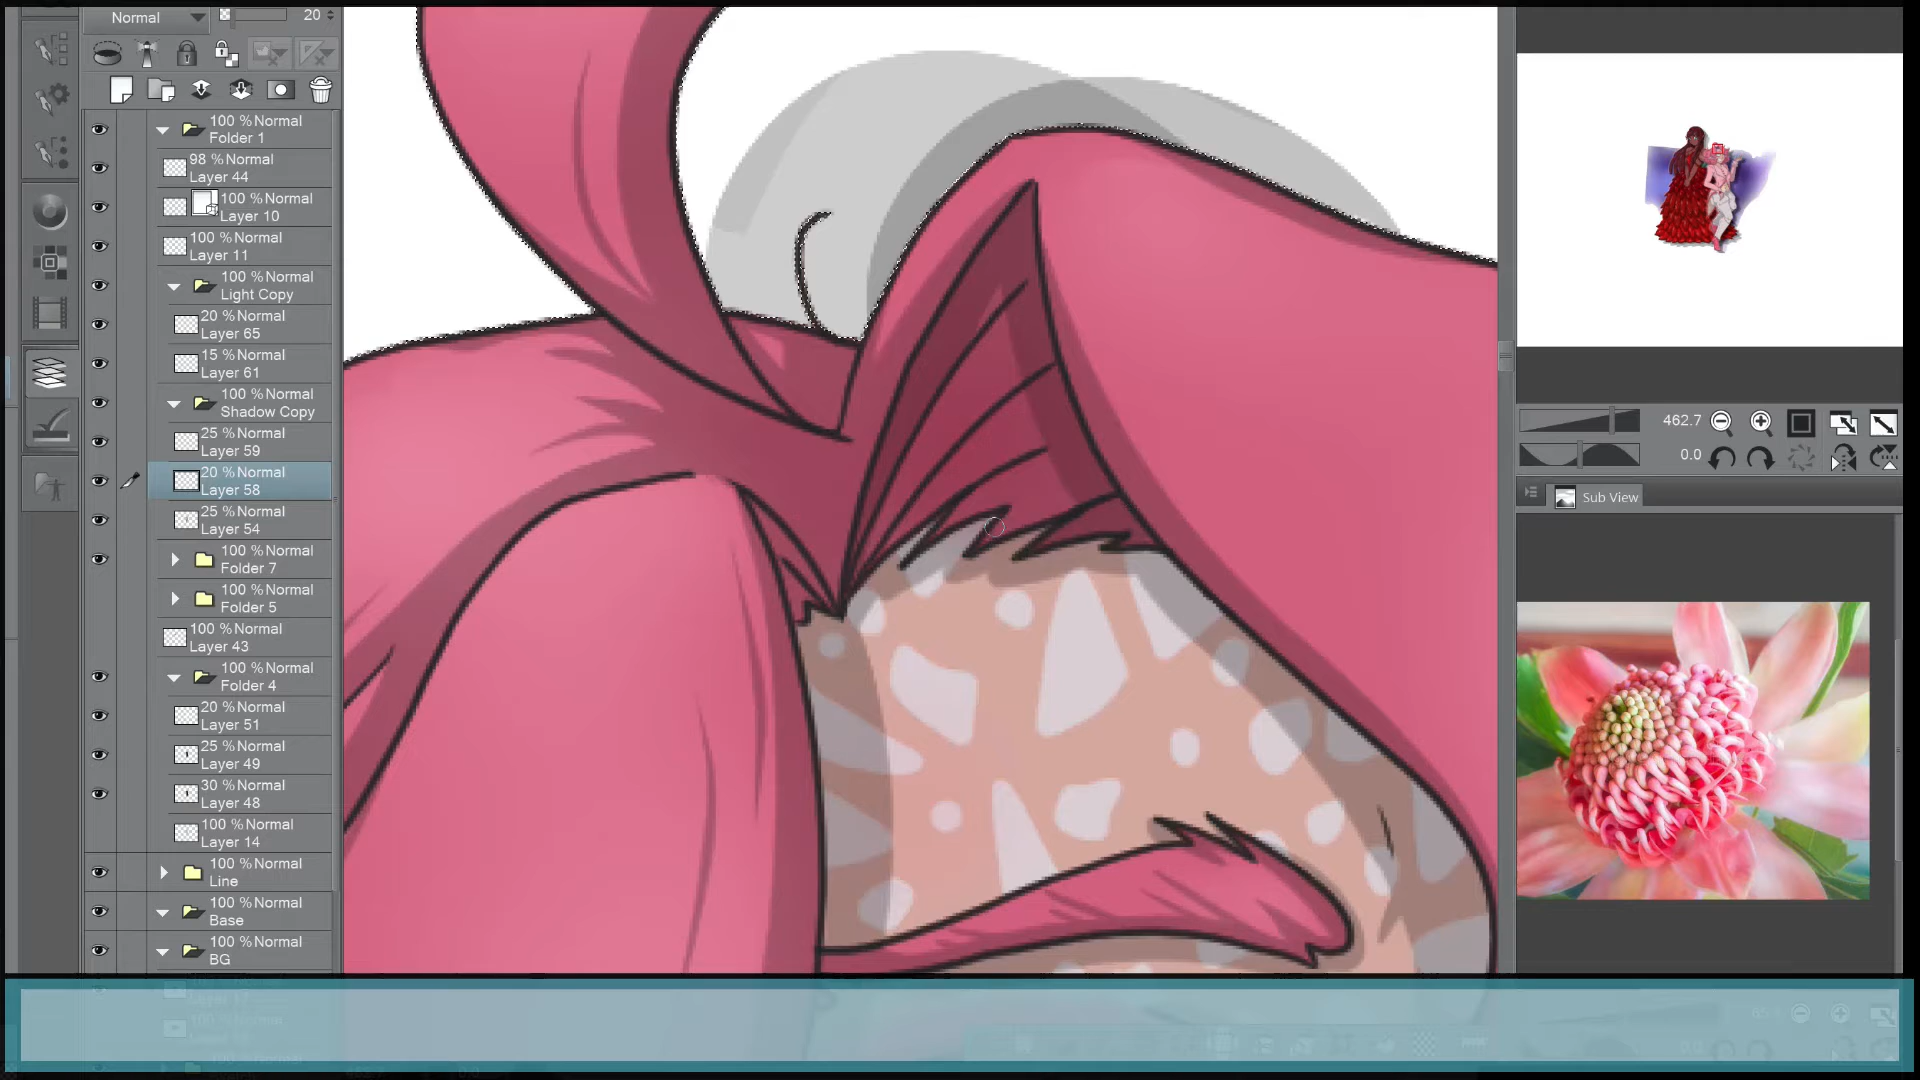 Normal
20
100 %Normal
Folder 1
98 %Normal
Layer 44
100 %Normal
Layer 10
100 %Normal
Layer 11
100 %Normal
Light Copy
20 %Normal
Layer 65
15 %Normal
Layer 61
100 %Normal
Shadow Copy
25 %Normal
Layer 59
20 %Normal
Layer 58
25 %Normal
Layer 54
100 %Normal
Folder 7
100 %Normal
Folder 5
100 %Normal
Layer 43
100 %Normal
Folder 4
20 %Normal
Layer 51
25 %Normal
Layer 49
30 %Normal
Layer 48
100 %Normal
Layer 14
100 %Normal
Line
100 %Normal
Base
100 %Normal
BG
462.7
0.0
Sub View